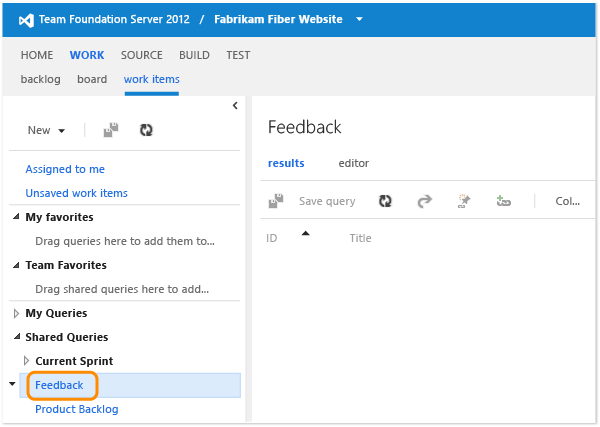 Team Foundation Server 2012 / Fabrikam Fiber Website
HOME WORK SOURCE BUILD TEST
backlog board work items
New
Assigned to me
Unsaved work items
My favorites
Drag queries here to add them to...
Team Favorites
Drag shared queries here to add...
My Queries
Shared Queries
Current Sprint
Feedback
Product Backlog
Feedback
results editor
Save query Col...
ID Title